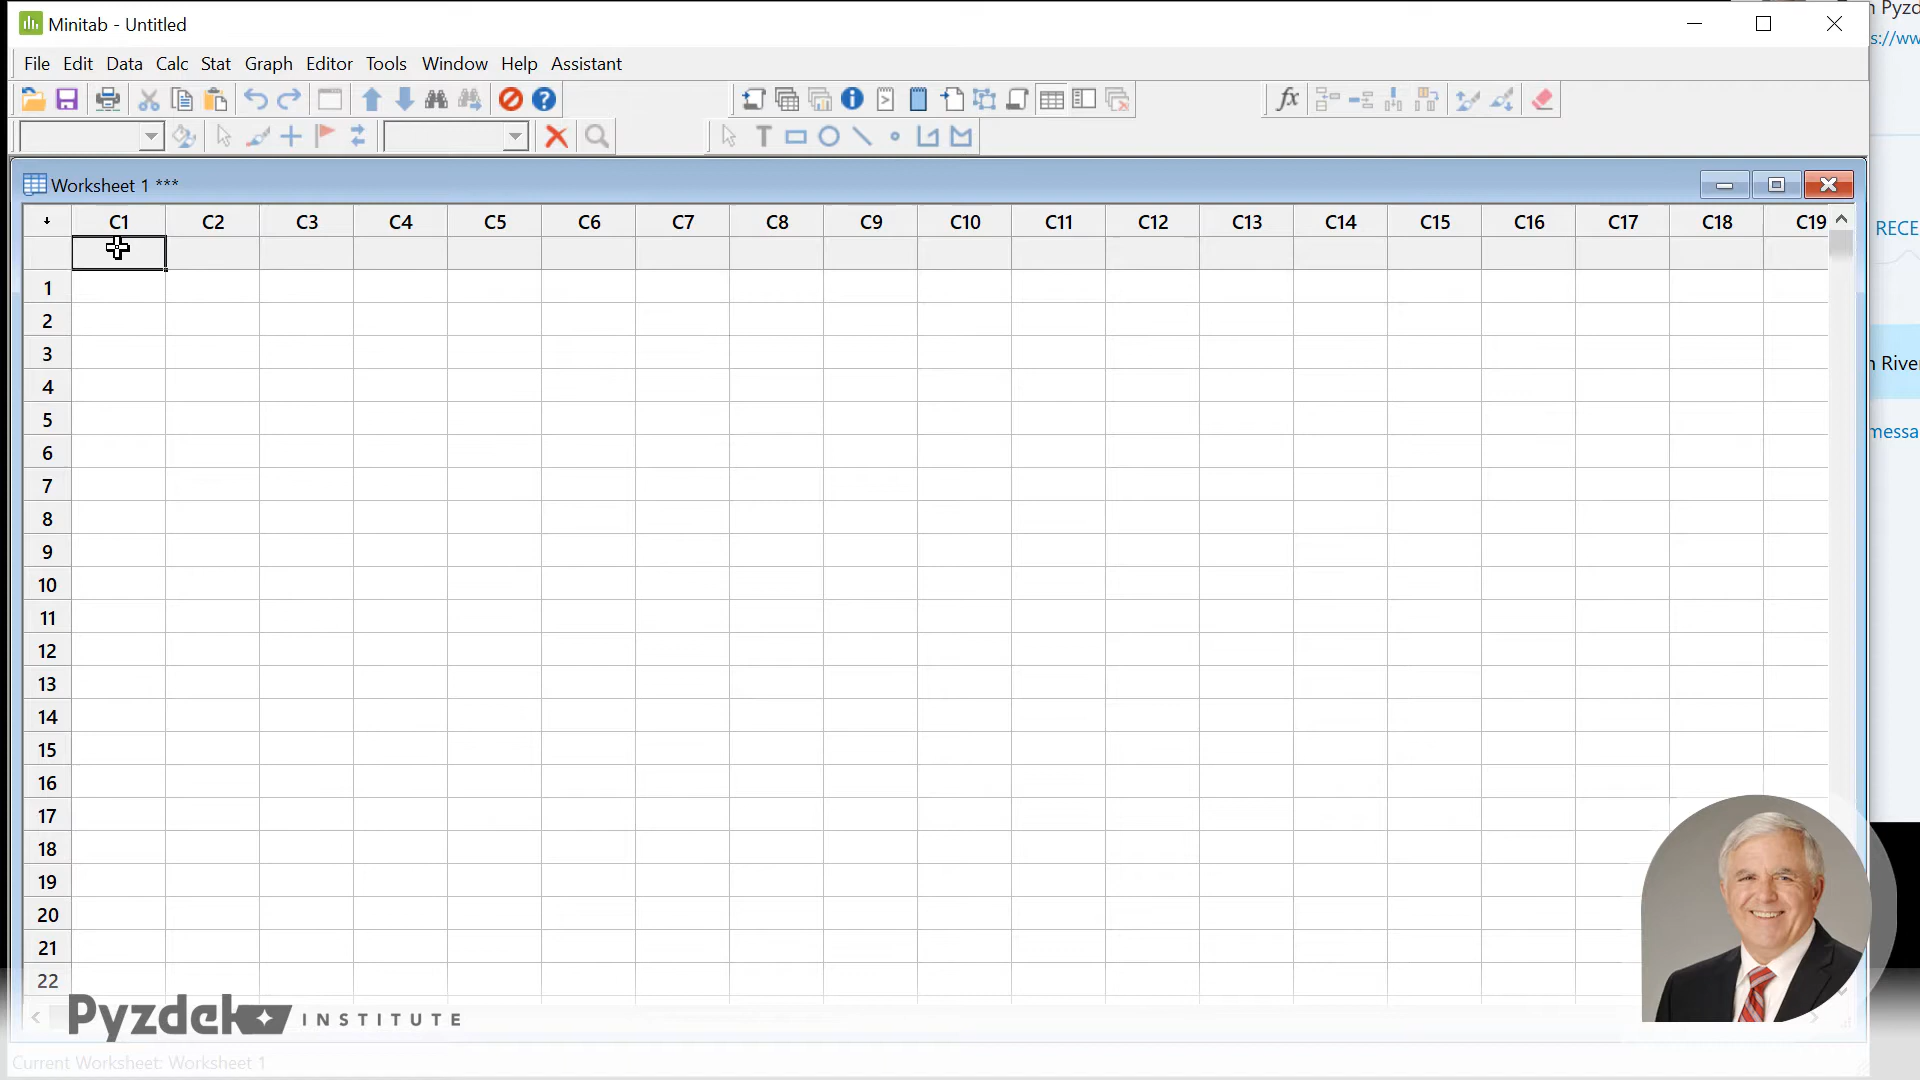 Minitab - Untitled
File Edit Data Calc Stat Graph Editor Tools Window Help Assistant
Worksheet 1 ***
C1 C2 C3 C4 C5 C6 C7 C8 C9 C10 C11 C12 C13 C14 C15 C16 C17 C18 C19
1
2
3
4
5
6
7
8
9
10
11
12
13
14
15
16
17
18
19
20
21
22
Pyzdek INSTITUTE
Current Worksheet: Worksheet 1
n Pyzd
s://ww
RECE
n Rive
messa